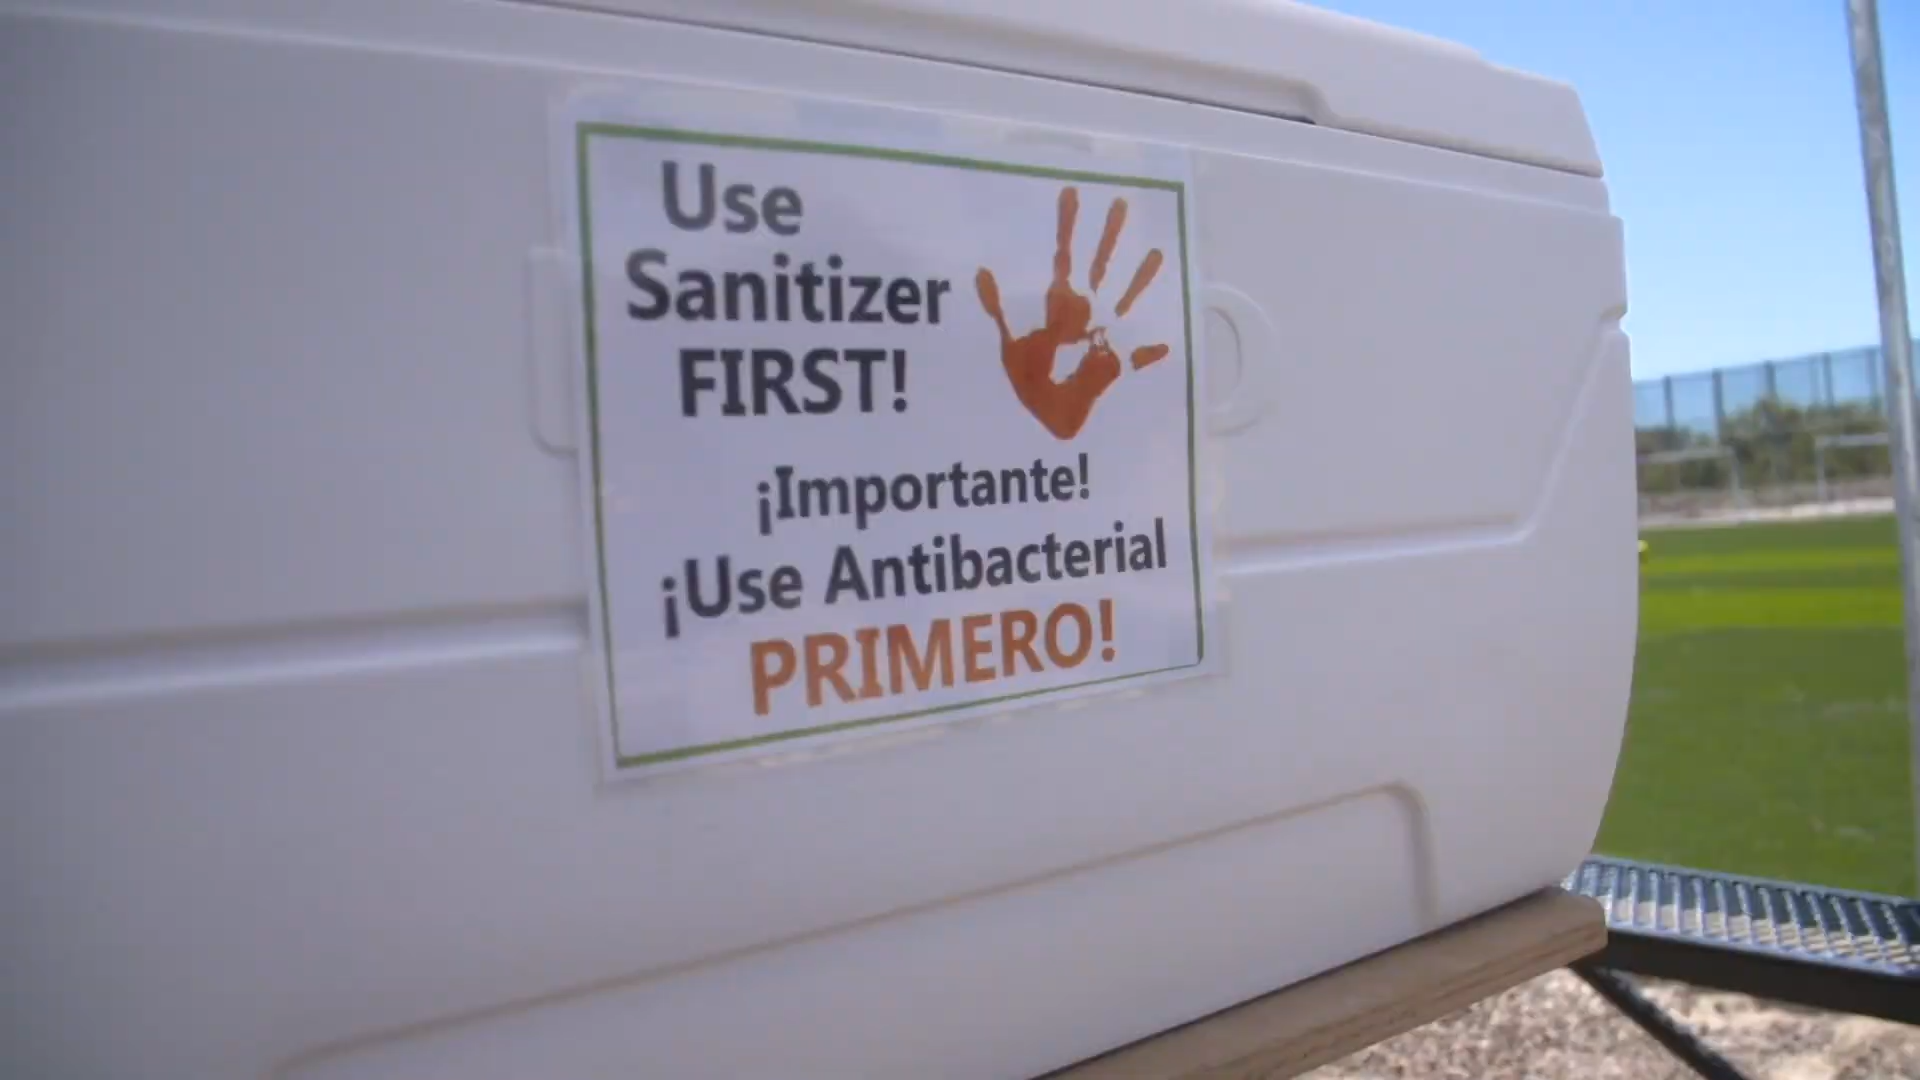 Use
Sanitizer
FIRST!
¡Importante!
¡Use Antibacterial
PRIMERO!